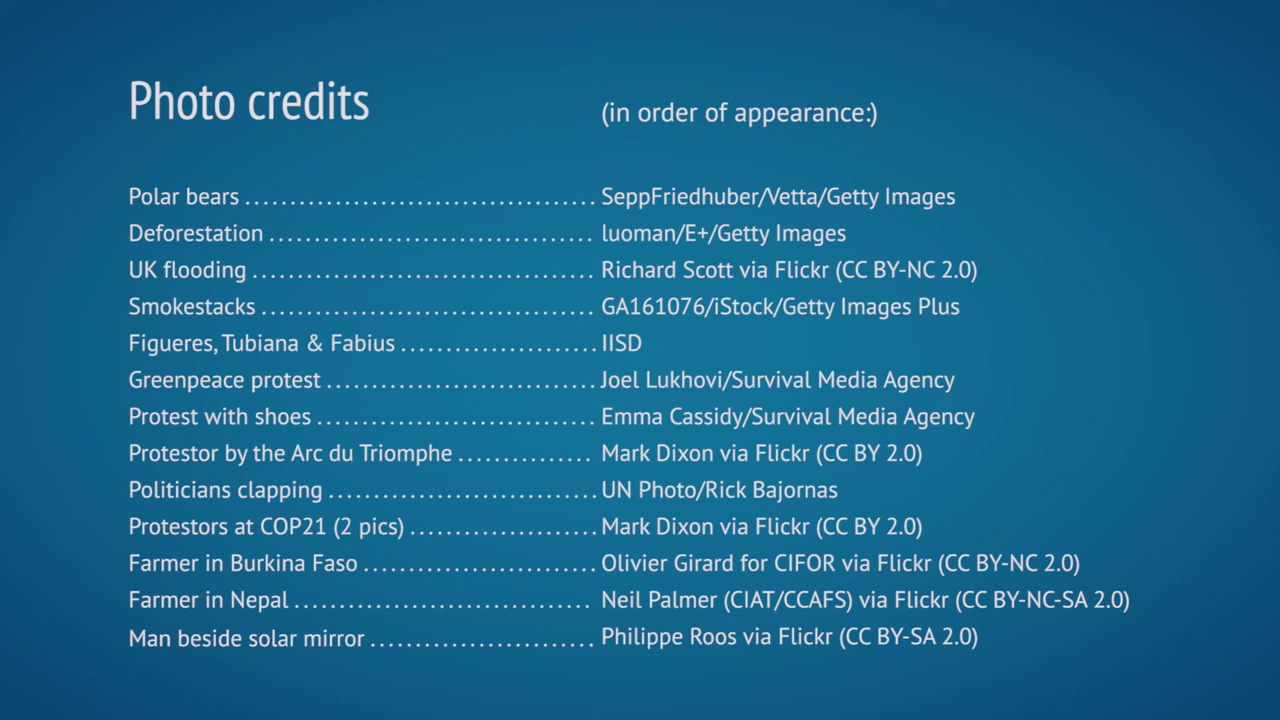 Photo credits (in order of appearance:)
Polar bears ....................................... SeppFriedhuber/Vetta/Getty Images
Deforestation .................................... luoman/E+/Getty Images
UK flooding ...................................... Richard Scott via Flickr (CC BY-NC 2.0)
Smokestacks ..................................... GA161076/iStock/Getty Images Plus
Figueres, Tubiana & Fabius ...................... IISD
Greenpeace protest .............................. Joel Lukhovi/Survival Media Agency
Protest with shoes ............................... Emma Cassidy/Survival Media Agency
Protestor by the Arc du Triomphe ............... Mark Dixon via Flickr (CC BY 2.0)
Politicians clapping .............................. UN Photo/Rick Bajornas
Protestors at COP21 (2 pics) ..................... Mark Dixon via Flickr (CC BY 2.0)
Farmer in Burkina Faso .......................... Olivier Girard for CIFOR via Flickr (CC BY-NC 2.0)
Farmer in Nepal ................................. Neil Palmer (CIAT/CCAFS) via Flickr (CC BY-NC-SA 2.0)
Man beside solar mirror ......................... Philippe Roos via Flickr (CC BY-SA 2.0)